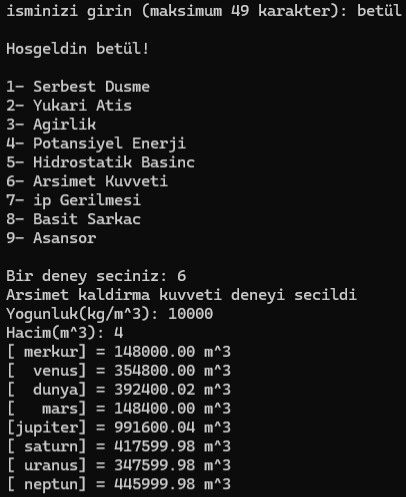 isminizi girin (maksimum 49 karakter): betül
Hosgeldin betül!
1- Serbest Dusme
2- Yukari Atis
3- Agirlik
4- Potansiyel Enerji
5- Hidrostatik Basinc
6- Arsimet Kuvveti
7- ip Gerilmesi
8- Basit Sarkac
9- Asansor
Bir deney seciniz: 6
Arsimet kaldirma kuvveti deneyi secildi
Yogunluk(kg/m^3): 10000
Hacim(m^3): 4
[ merkur] = 148000.00 m^3
[  venus] = 354800.00 m^3
[  dunya] = 392400.02 m^3
[   mars] = 148400.00 m^3
[jupiter] = 991600.04 m^3
[ saturn] = 417599.98 m^3
[ uranus] = 347599.98 m^3
[ neptun] = 445999.98 m^3